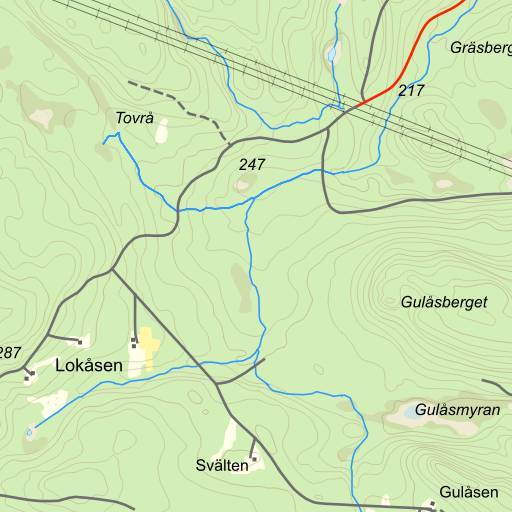 Gräsberg
217
Tovrå
247
Gulåsberget
287
Lokåsen
Gulåsmyran
Svälten
Gulåsen